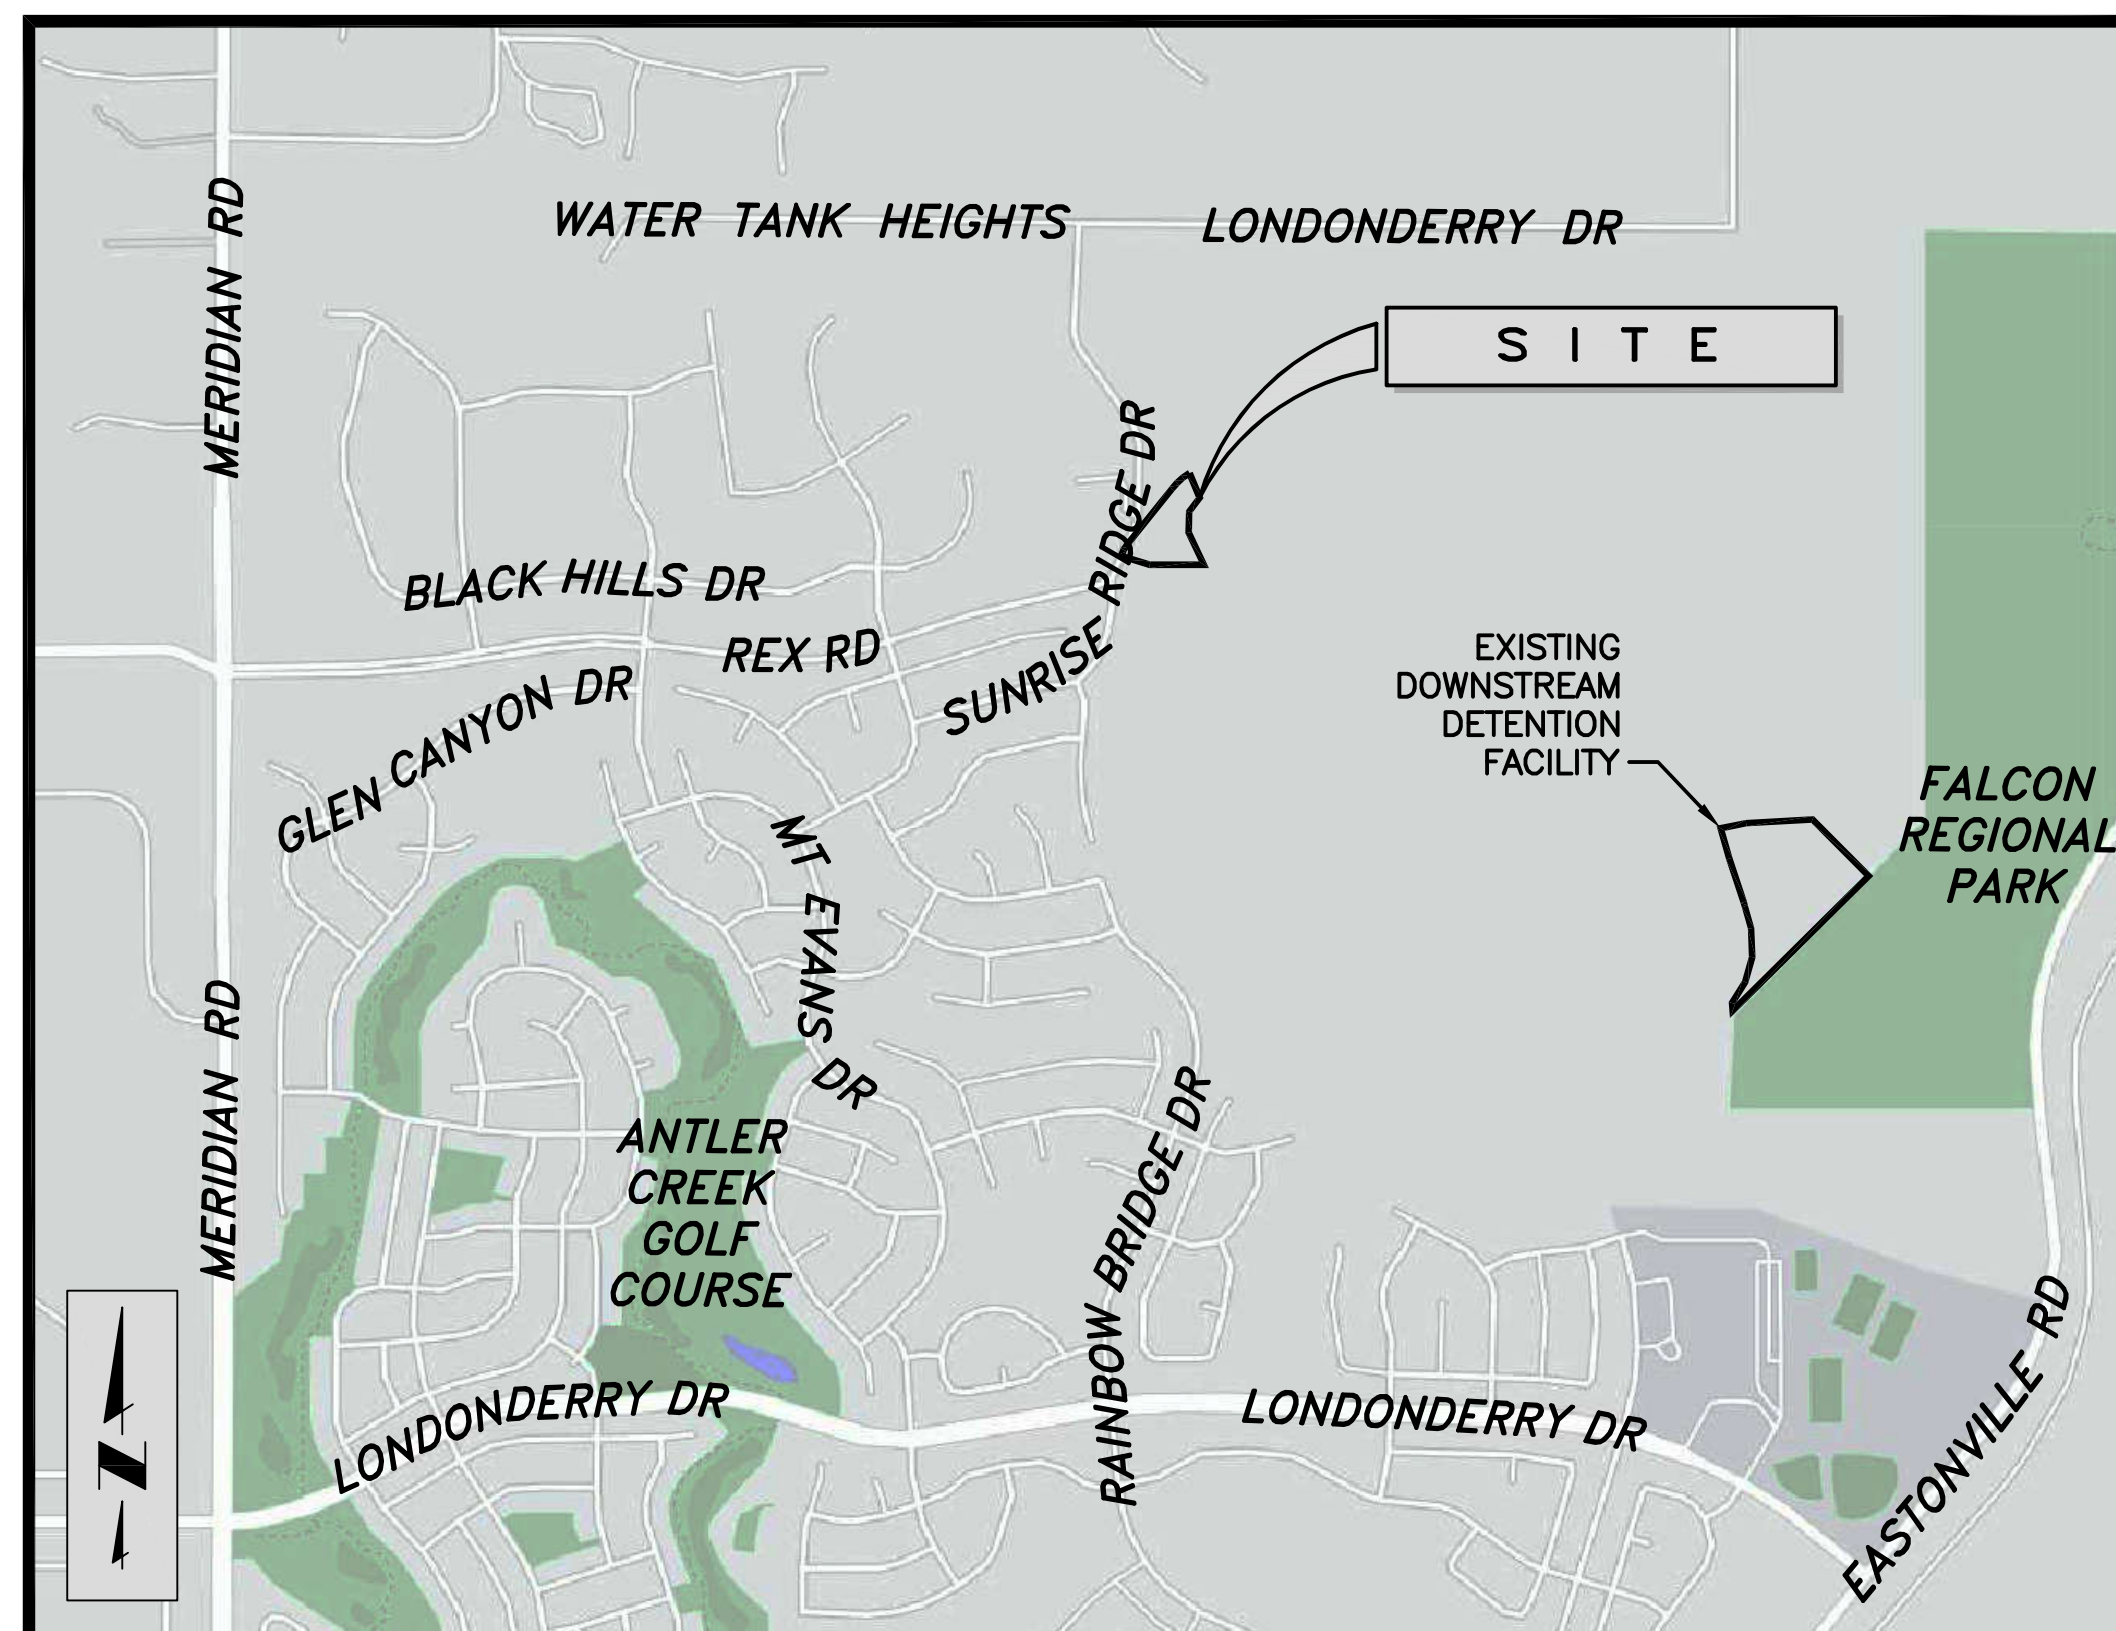 MERIDIAN RD
WATER TANK HEIGHTS
LONDONDERRY DR
S I T E
SUNRISE RIDGE DR
BLACK HILLS DR
REX RD
GLEN CANYON DR
EXISTING
DOWNSTREAM
DETENTION
FACILITY
FALCON
REGIONAL
PARK
MT EVANS DR
MERIDIAN RD
ANTLER
CREEK
GOLF
COURSE
RAINBOW BRIDGE DR
LONDONDERRY DR
LONDONDERRY DR
EASTONVILLE RD
N